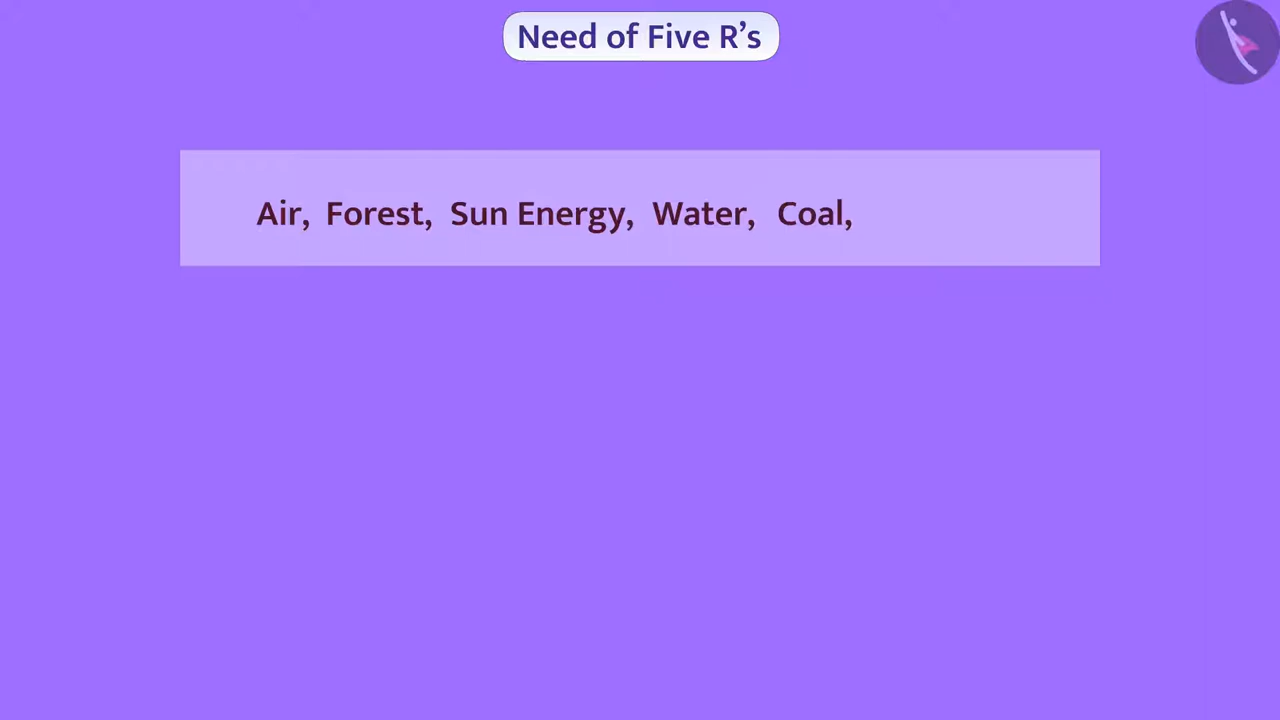 Need of Five R’s
Air, Forest, Sun Energy, Water, Coal,